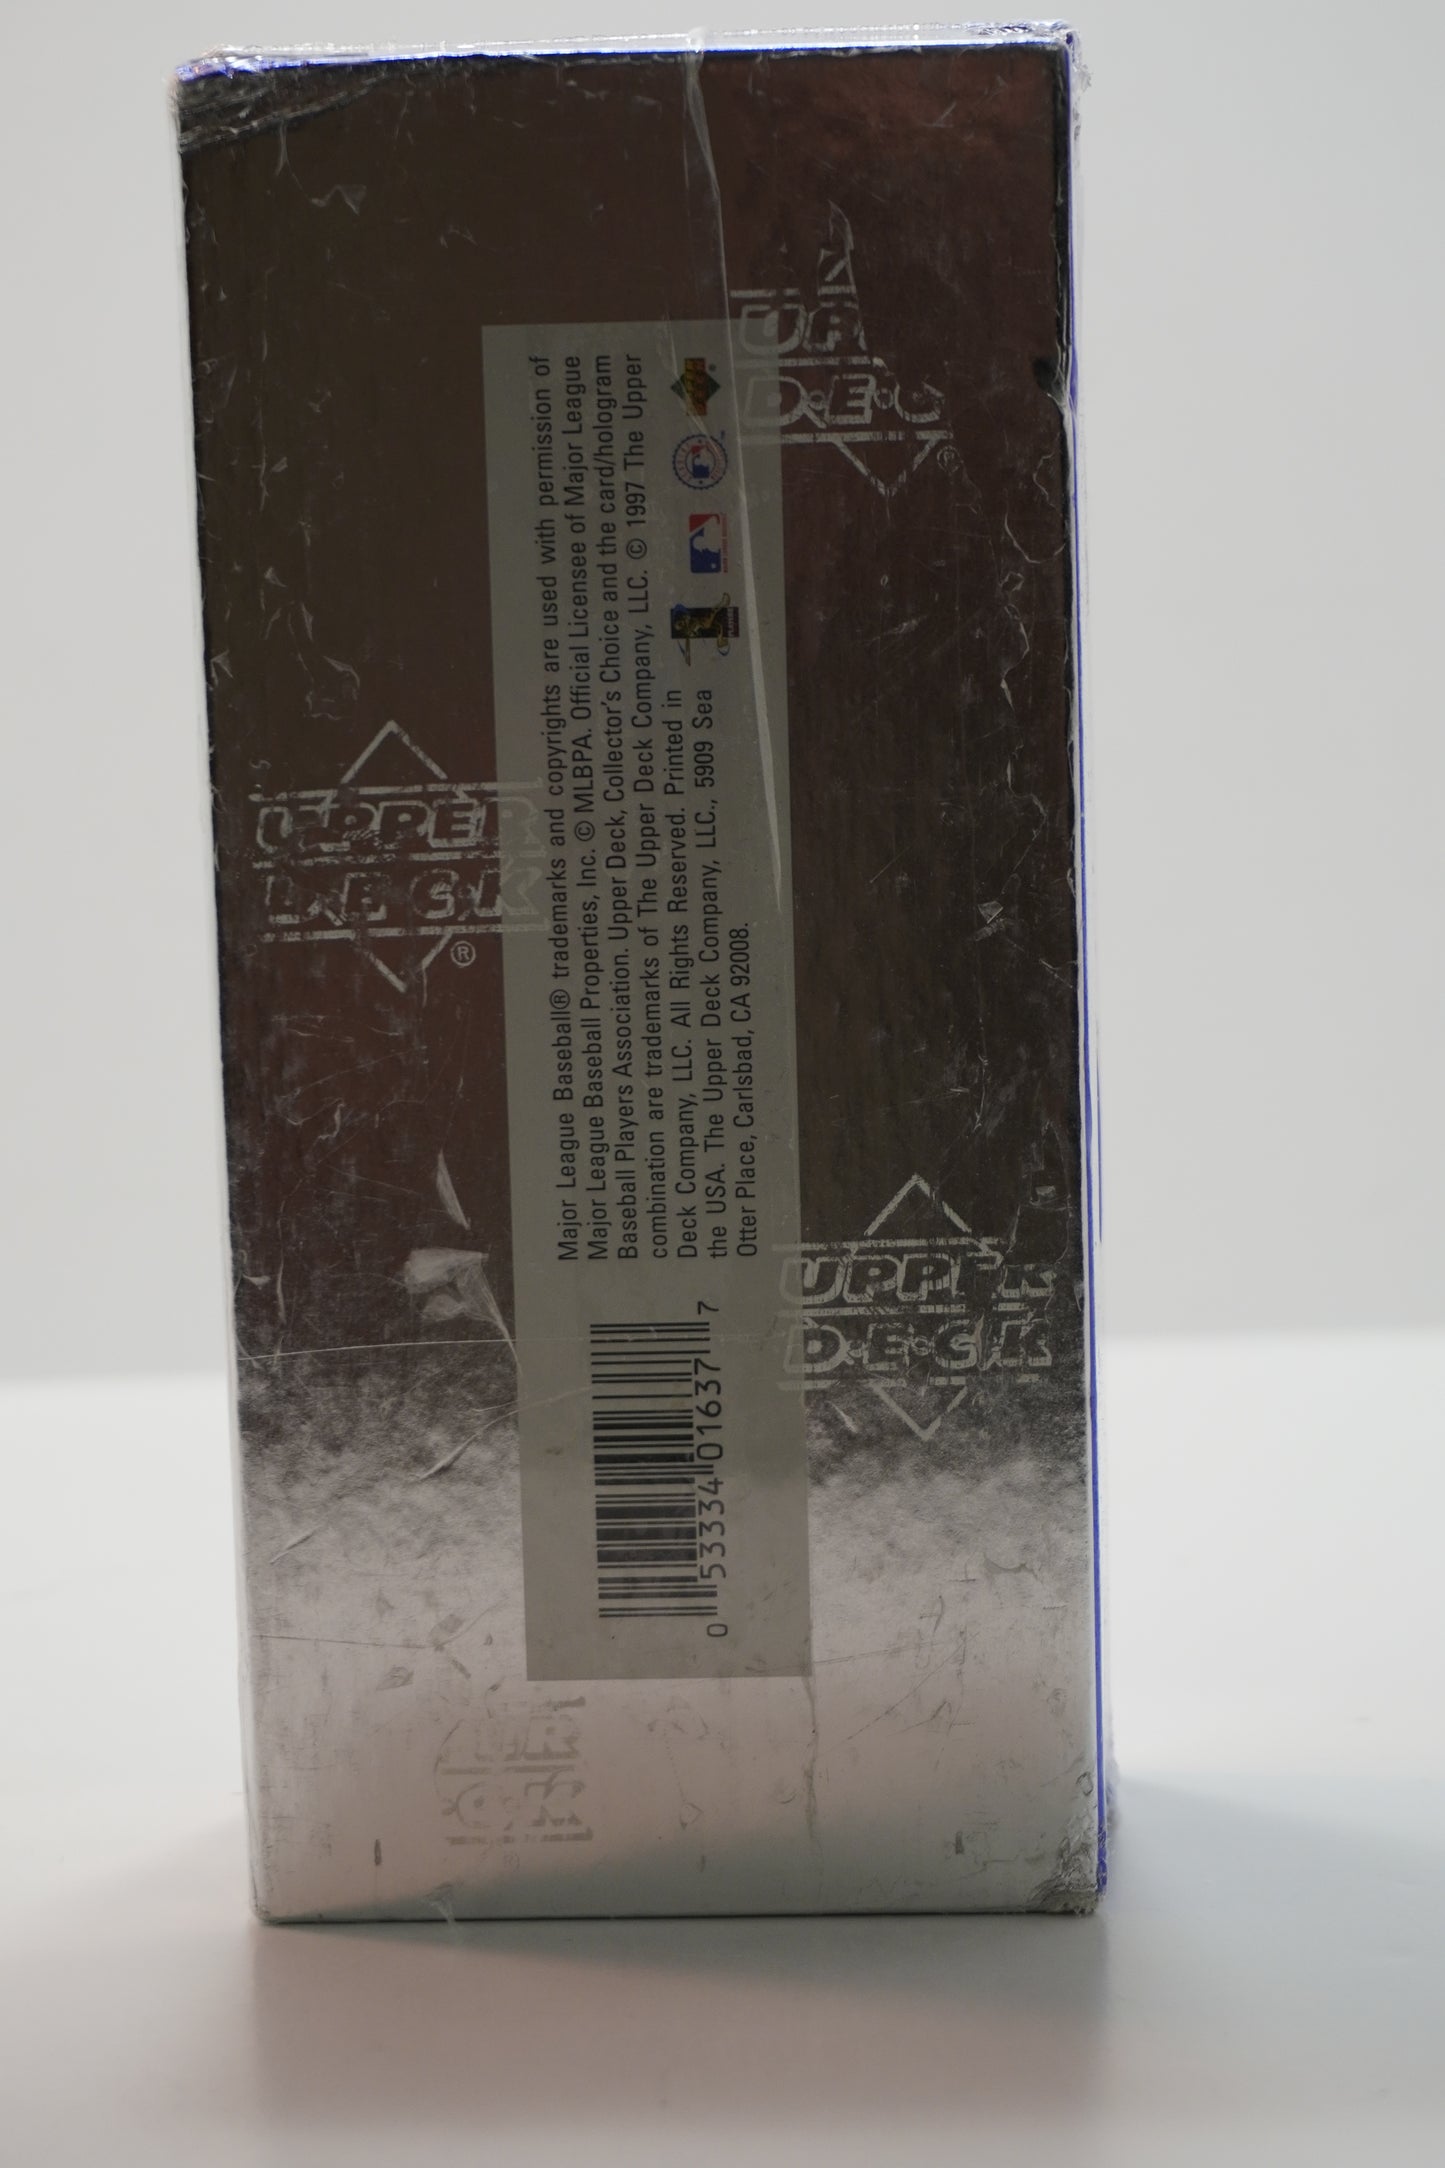 Major League Baseball® trademarks and copyrights are used with permission of
Major League Baseball Properties, Inc. © MLBPA. Official Licensee of Major League
Baseball Players Association. Upper Deck, Collector's Choice and the card/hologram
combination are trademarks of The Upper Deck Company, LLC. © 1997 The Upper
Deck Company, LLC. All Rights Reserved. Printed in
the USA. The Upper Deck Company, LLC., 5909 Sea
Otter Place, Carlsbad, CA 92008.
0 53334 01637 7
UPPER
DECK
®
UPPER
D•E•C•K
UP
D•E•C
®